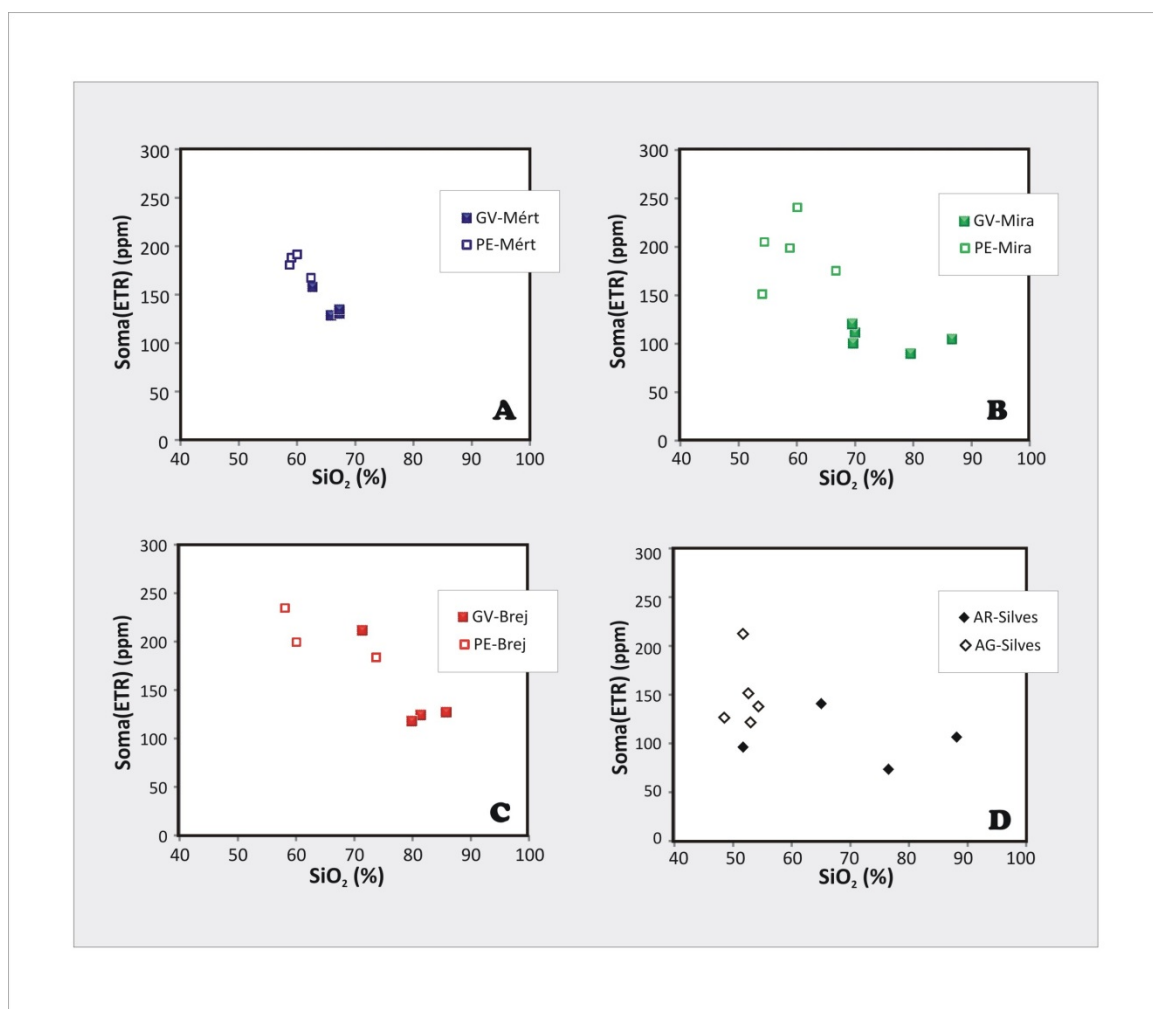 300
250
200
150
100
50
0
Soma(ETR) (ppm)
GV-Mért
PE-Mért
A
40 50 60 70 80 90 100
SiO₂ (%)
300
250
200
150
100
50
0
Soma(ETR) (ppm)
GV-Mira
PE-Mira
B
40 50 60 70 80 90 100
SiO₂ (%)
300
250
200
150
100
50
0
Soma(ETR) (ppm)
GV-Brej
PE-Brej
C
40 50 60 70 80 90 100
SiO₂ (%)
300
250
200
150
100
50
0
Soma(ETR) (ppm)
AR-Silves
AG-Silves
D
40 50 60 70 80 90 100
SiO₂ (%)